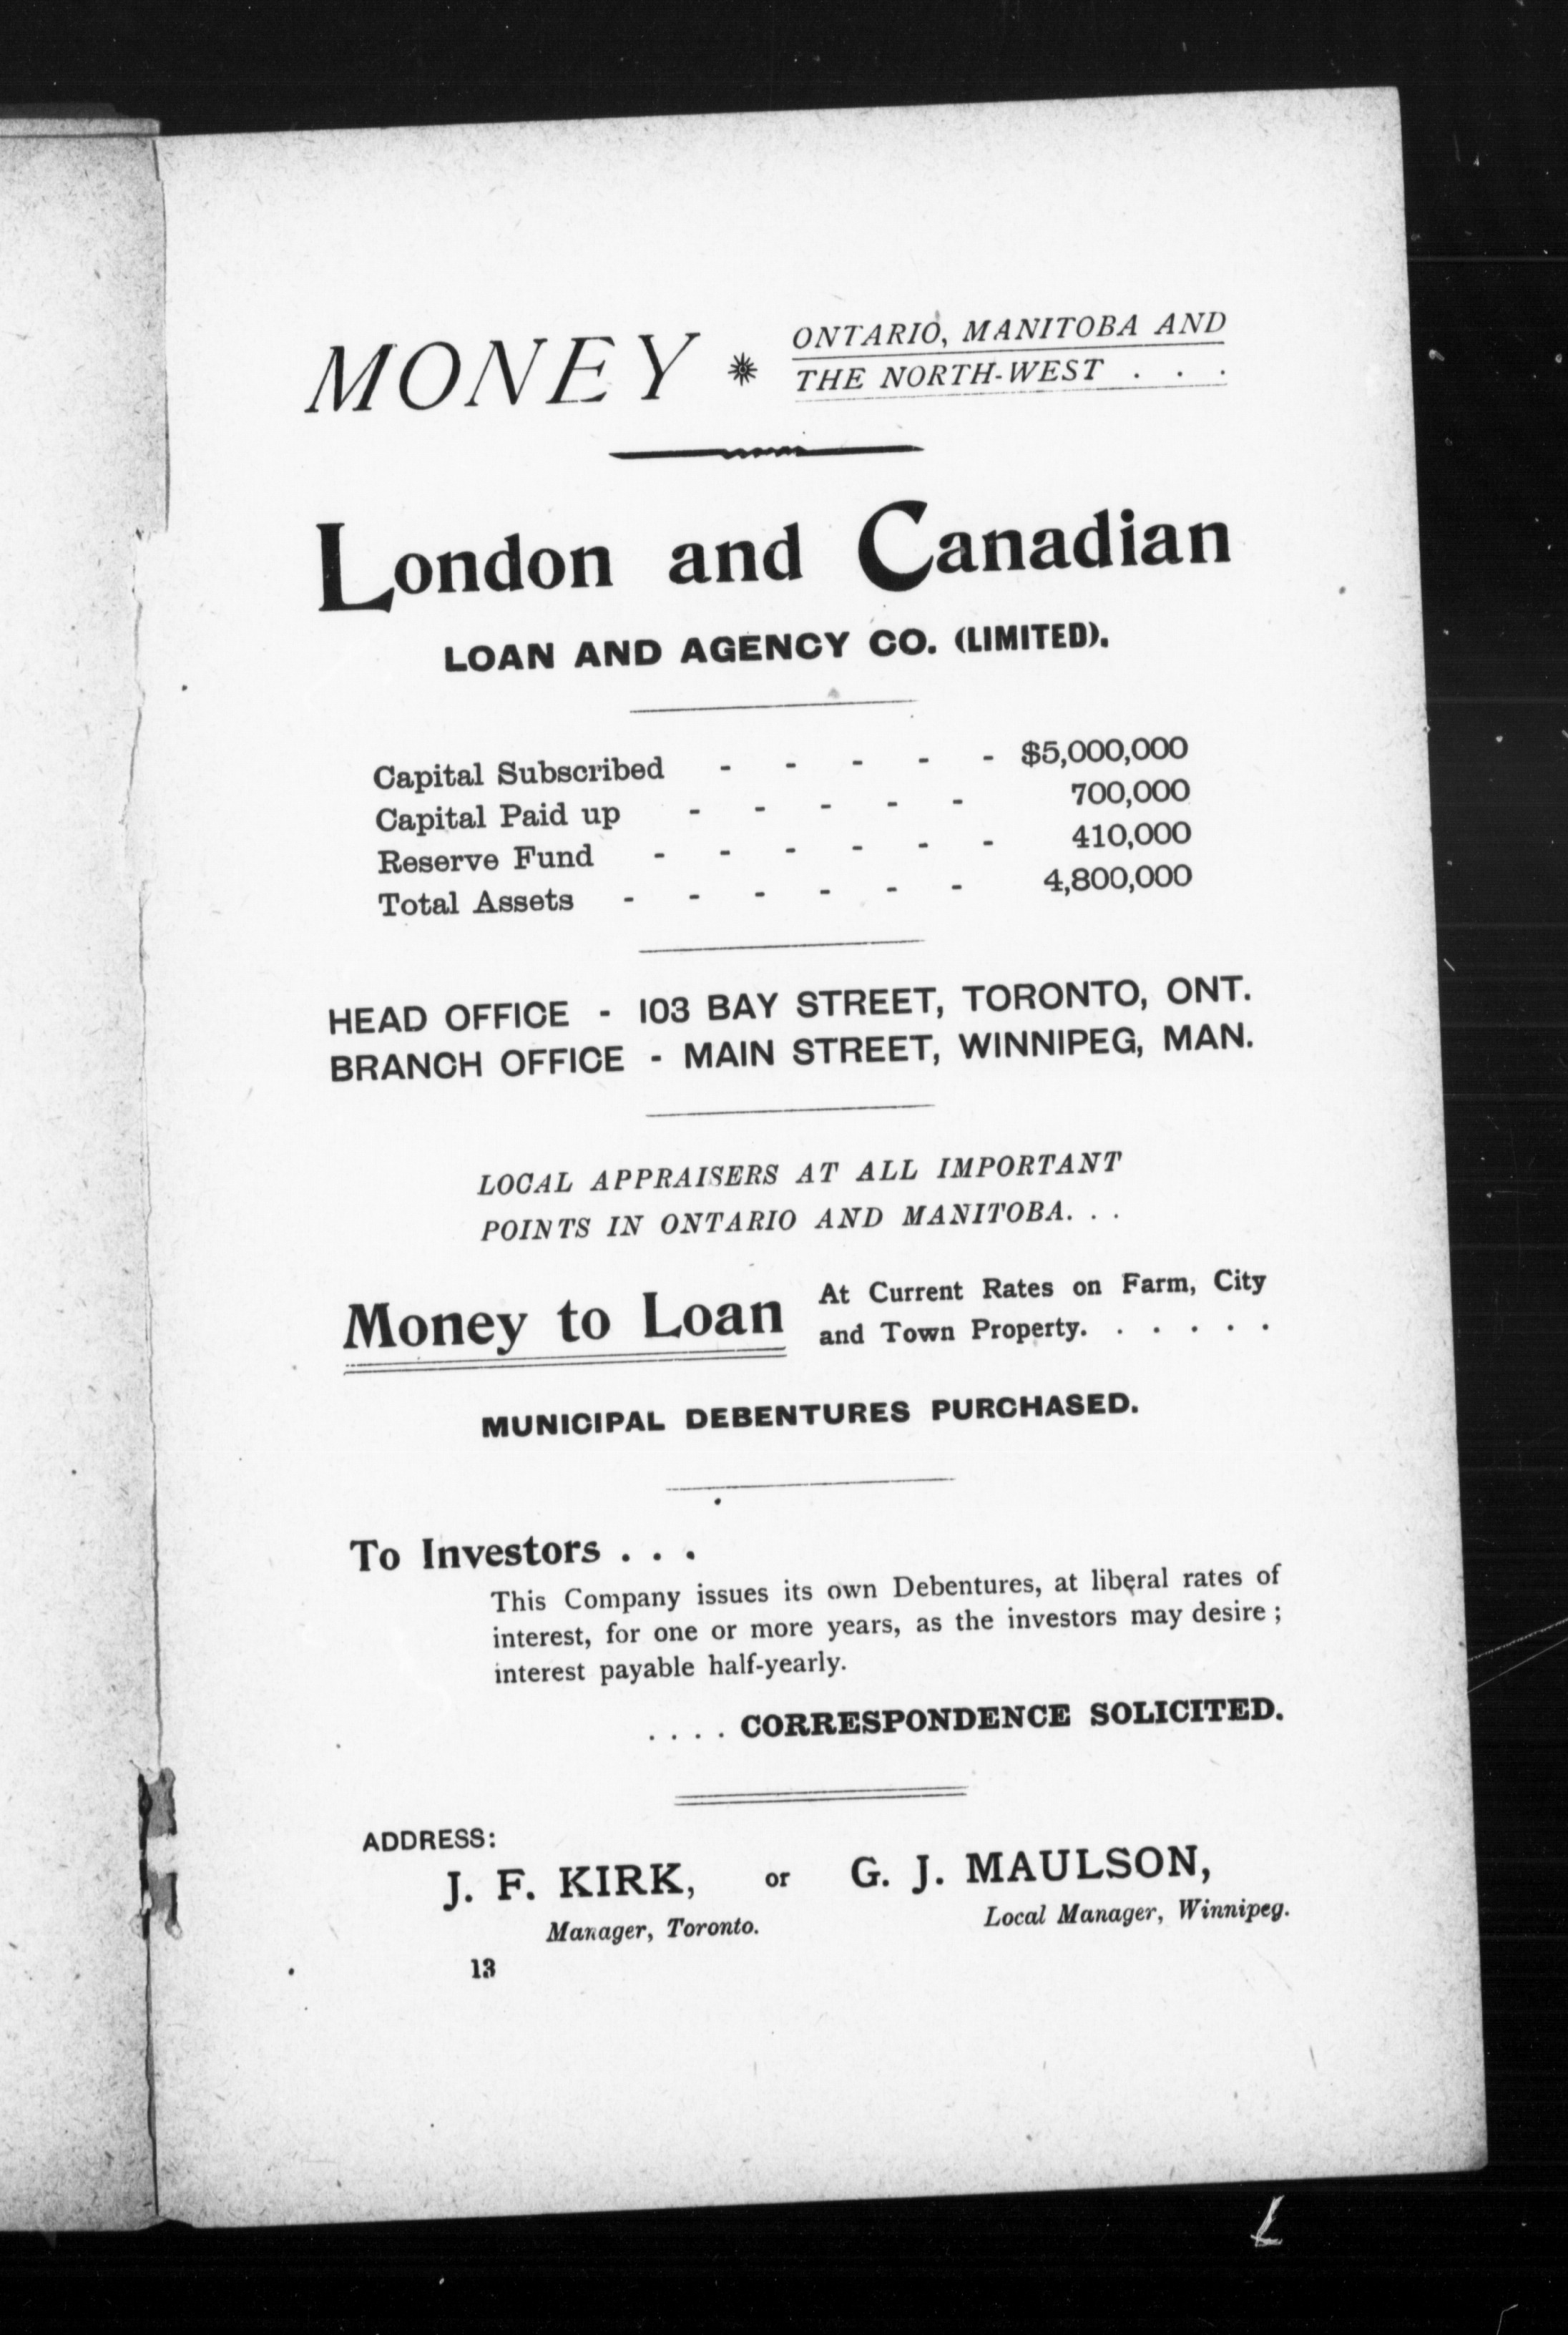 MONEY ONTARIO, MANITOBA AND
THE NORTH-WEST . . .
London and Canadian
LOAN AND AGENCY CO. (LIMITED).
Capital Subscribed - - - - - $5,000,000
Capital Paid up - - - - - 700,000
Reserve Fund - - - - - - 410,000
Total Assets - - - - - - 4,800,000
HEAD OFFICE - 103 BAY STREET, TORONTO, ONT.
BRANCH OFFICE - MAIN STREET, WINNIPEG, MAN.
LOCAL APPRAISERS AT ALL IMPORTANT
POINTS IN ONTARIO AND MANITOBA. . .
Money to Loan At Current Rates on Farm, City
and Town Property. . . . . .
MUNICIPAL DEBENTURES PURCHASED.
To Investors . . .
This Company issues its own Debentures, at liberal rates of
interest, for one or more years, as the investors may desire ;
interest payable half-yearly.
. . . . CORRESPONDENCE SOLICITED.
ADDRESS:
J. F. KIRK, or G. J. MAULSON,
Manager, Toronto. Local Manager, Winnipeg.
13